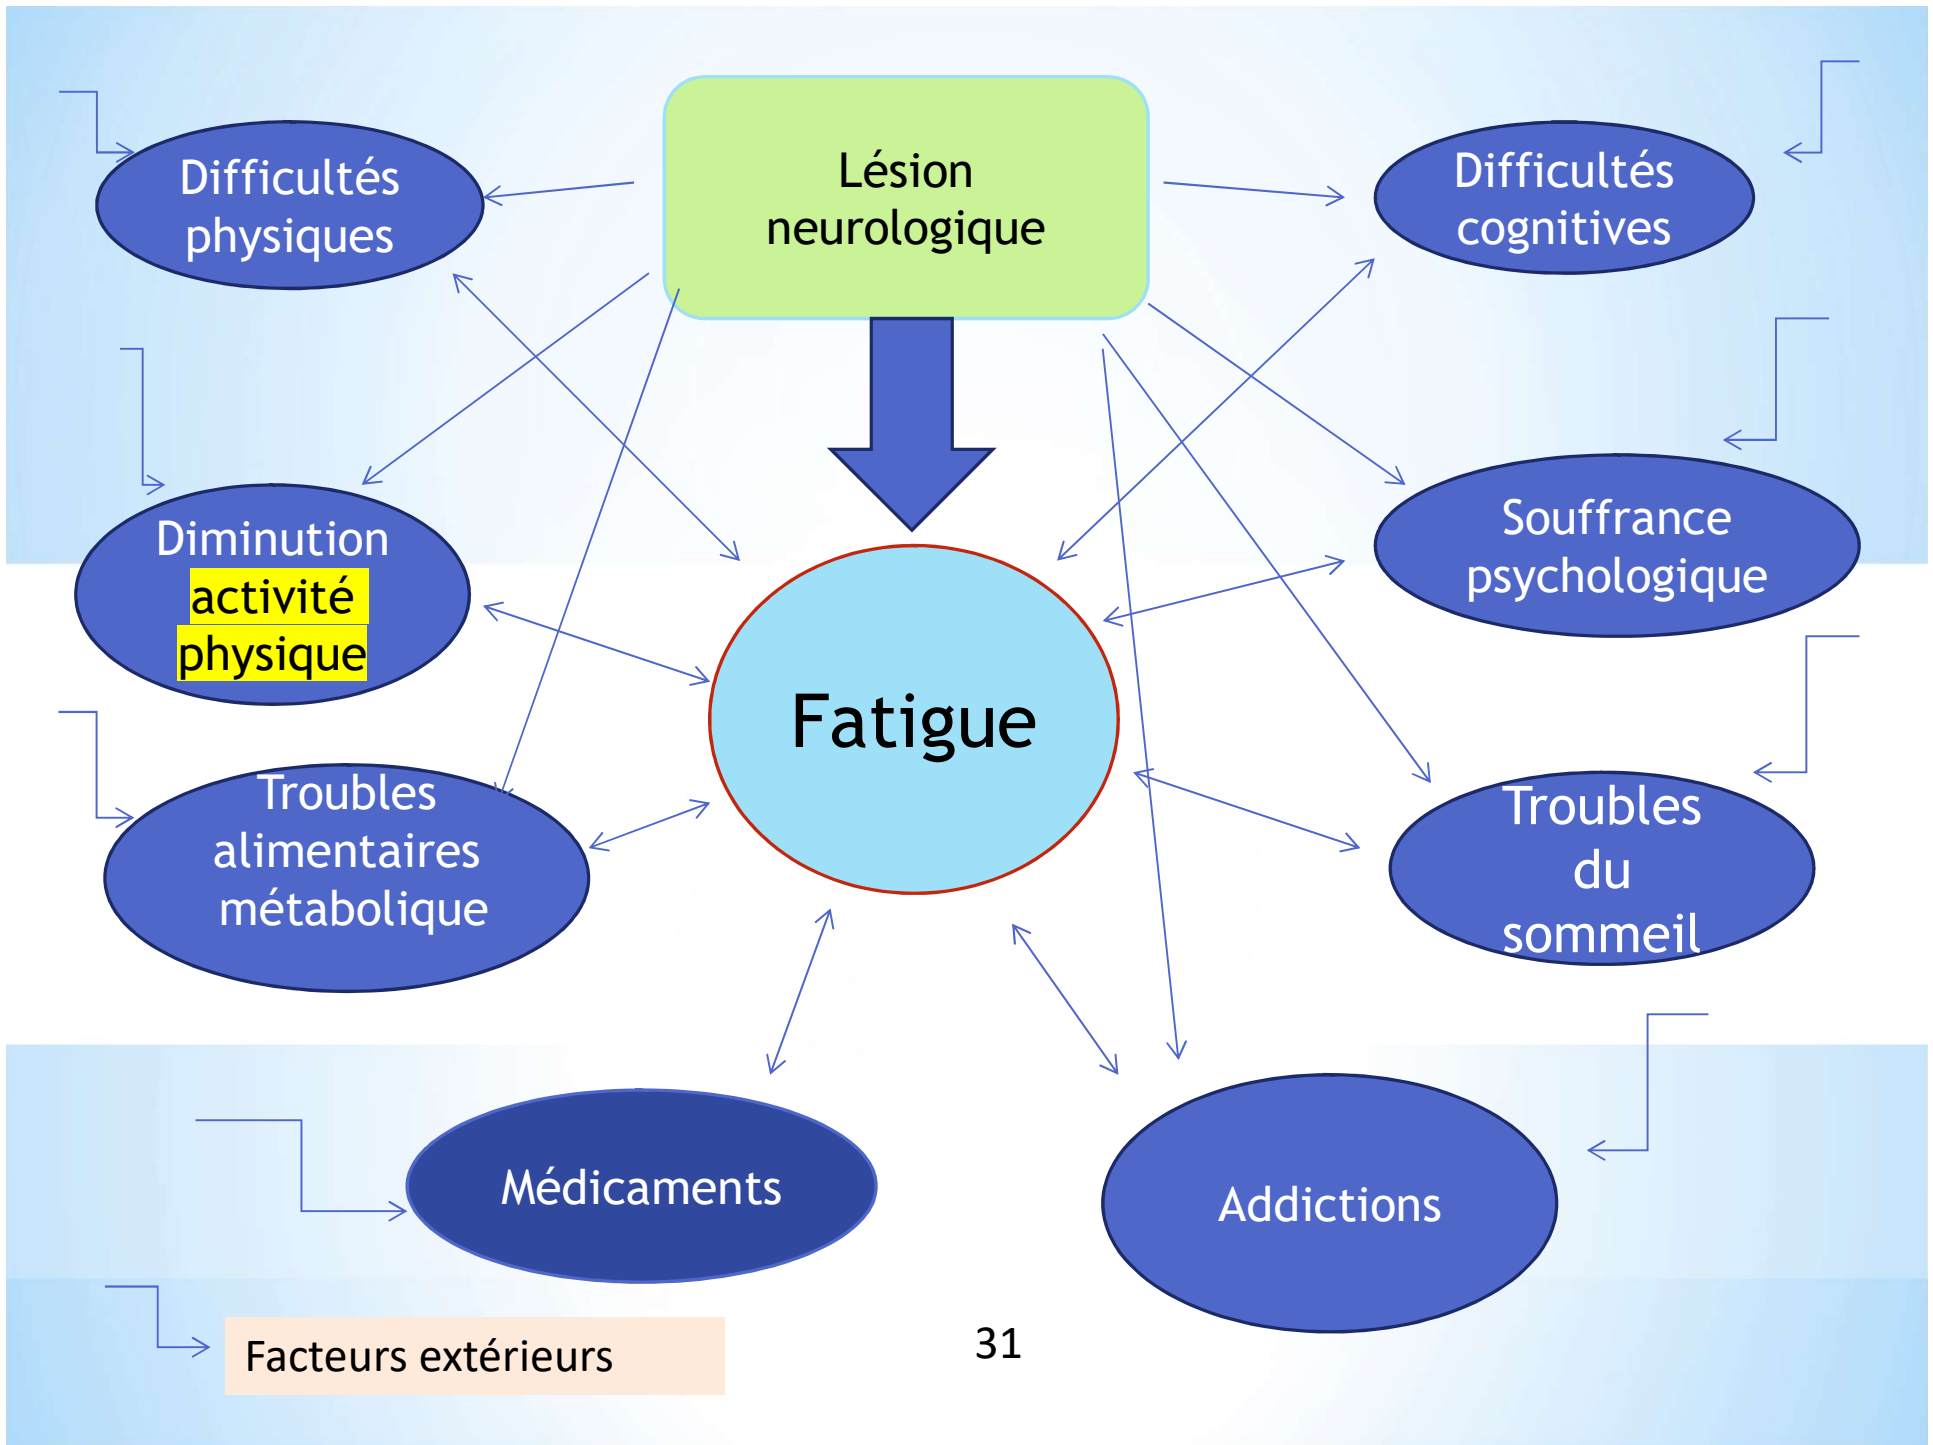 Lésion
neurologique
Difficultés
physiques
Difficultés
cognitives
Diminution
activité
physique
Souffrance
psychologique
Fatigue
Troubles
alimentaires
métabolique
Troubles
du
sommeil
Médicaments
Addictions
Facteurs extérieurs
31